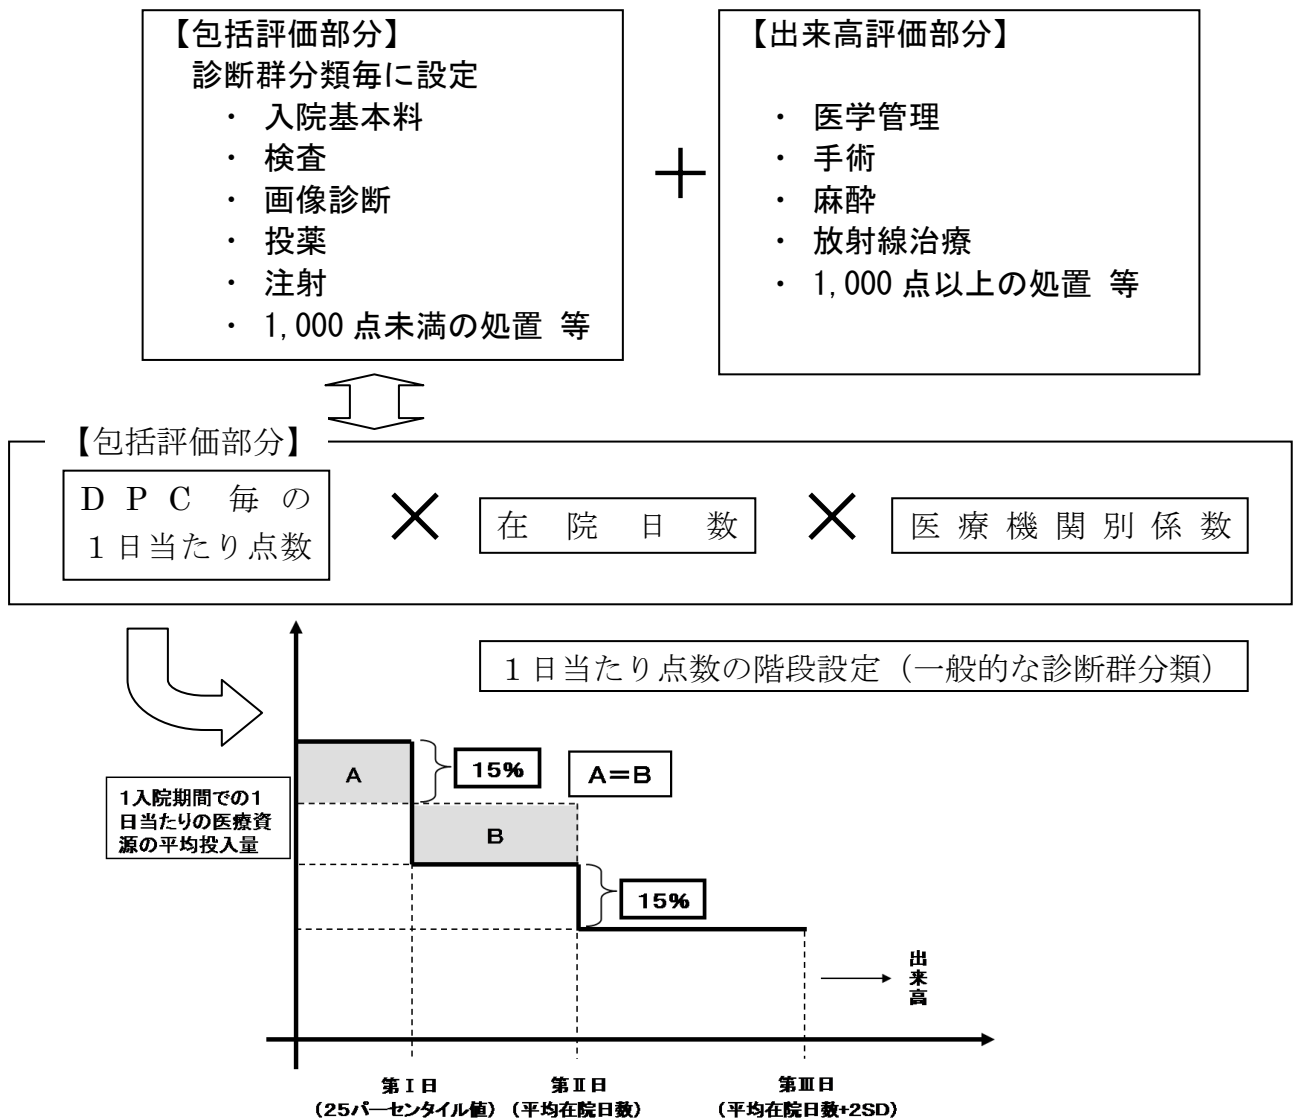 【包括評価部分】
診断群分類毎に設定
・ 入院基本料
・ 検査
・ 画像診断
・ 投薬
・ 注射
・ 1,000点未満の処置 等
＋
【出来高評価部分】
・ 医学管理
・ 手術
・ 麻酔
・ 放射線治療
・ 1,000点以上の処置 等
【包括評価部分】
ＤＰＣ毎の
１日当たり点数
×
在院日数
×
医療機関別係数
１日当たり点数の階段設定（一般的な診断群分類）
1入院期間での1
日当たりの医療資
源の平均投入量
A
15%
A＝B
B
15%
出来高
第Ⅰ日
(25パーセンタイル値)
第Ⅱ日
(平均在院日数)
第Ⅲ日
(平均在院日数+2SD)